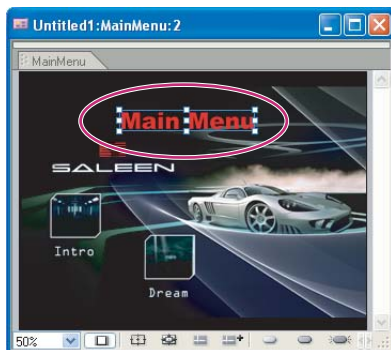 Untitled1:MainMenu:2
MainMenu
Main Menu
SALEEN
Intro
Dream
50%